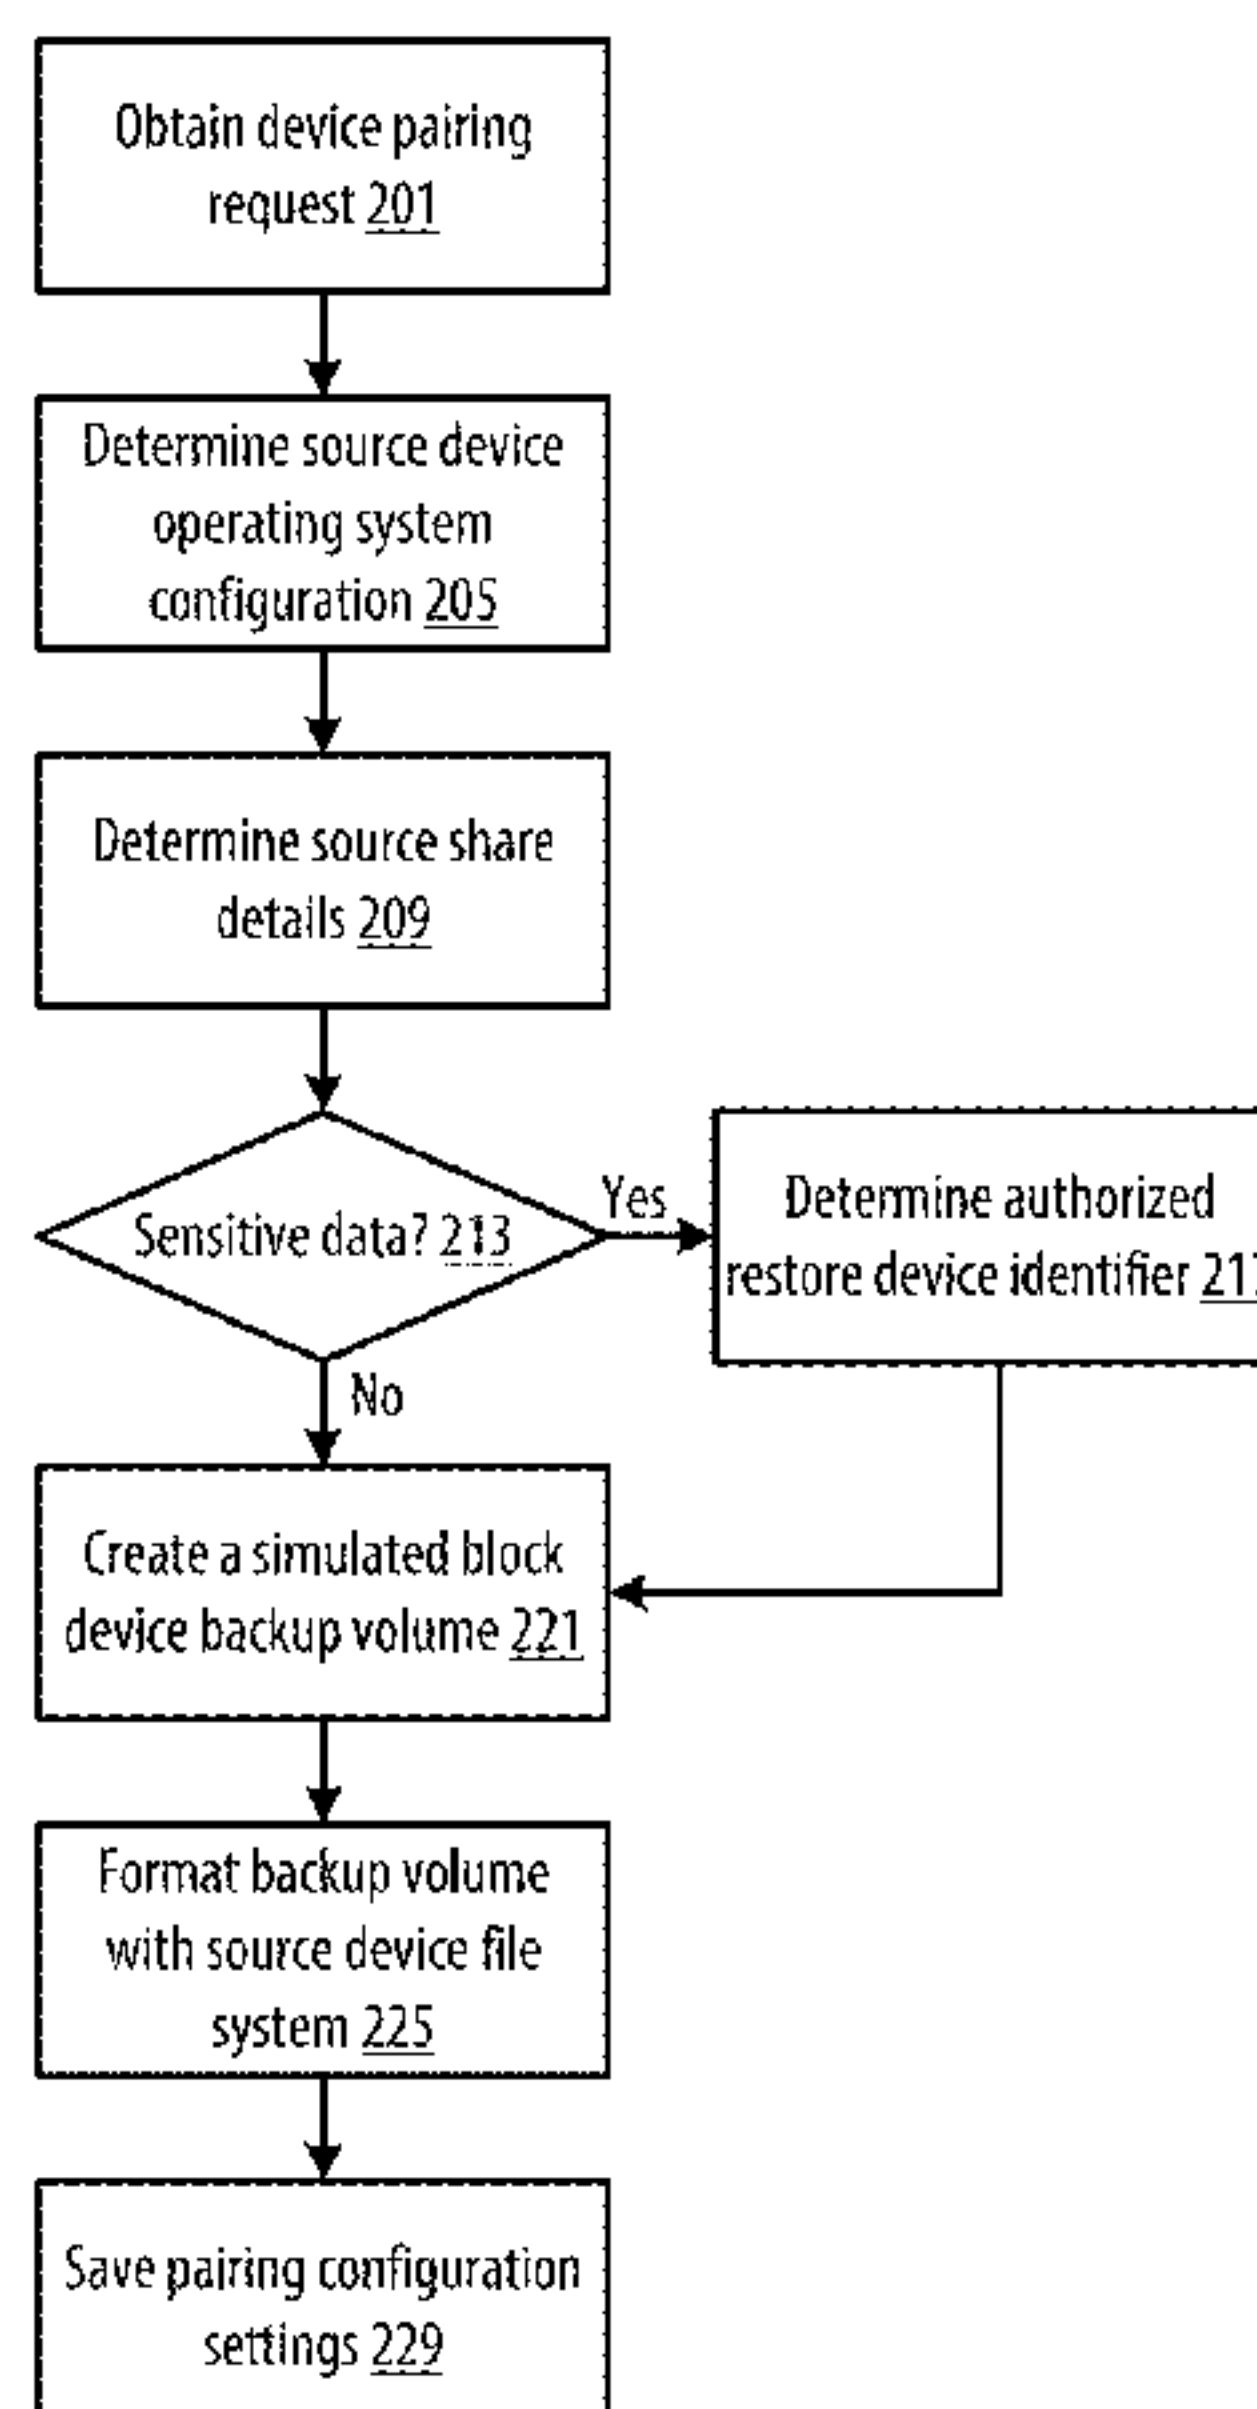 Obtain device pairing
request 201
Determine source device
operating system
configuration 205
Determine source share
details 209
Sensitive data? 213
Yes
Determine authorized
restore device identifier
No
Create a simulated block
device backup volume 221
Format backup volume
with source device file
system 225
Save pairing configuration
settings 229